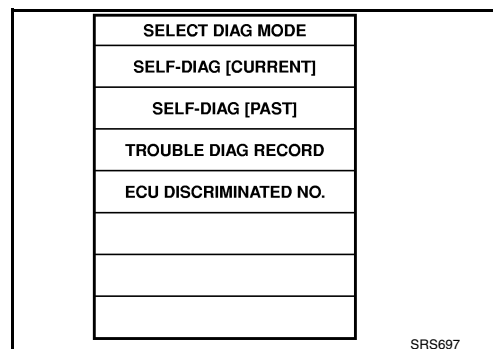 SELECT DIAG MODE
SELF-DIAG [CURRENT]
SELF-DIAG [PAST]
TROUBLE DIAG RECORD
ECU DISCRIMINATED NO.
SRS697